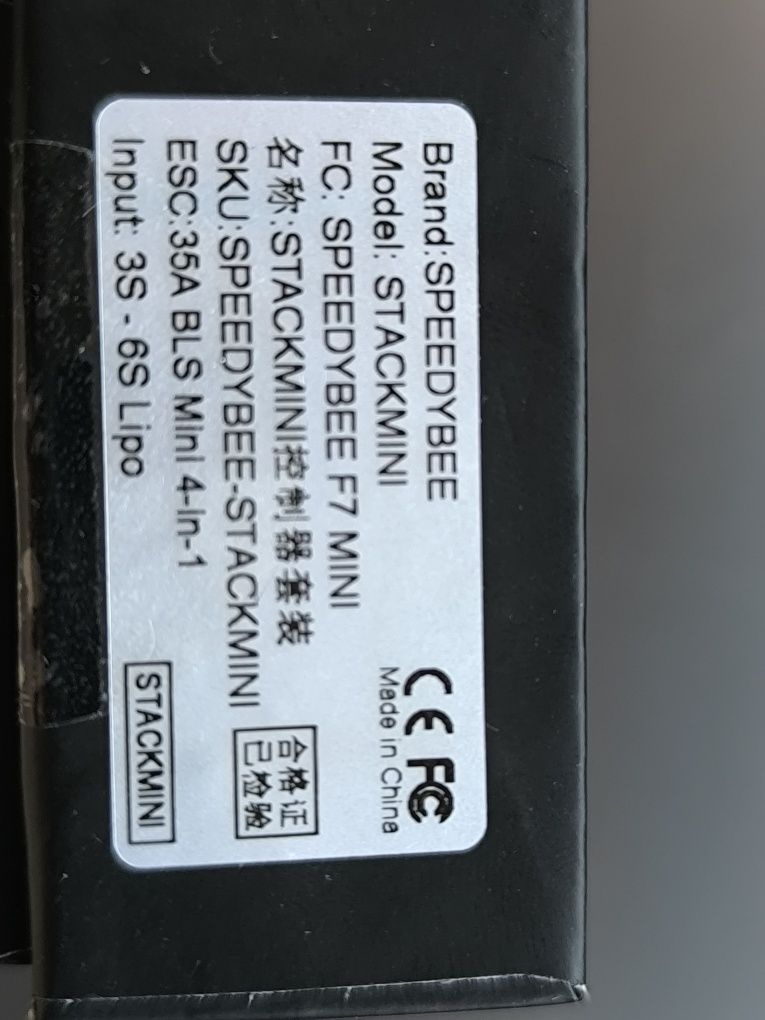 Brand:SPEEDYBEE
Model: STACKMINI
FC: SPEEDYBEE F7 MINI
名称:STACKMINI控制器套装
SKU:SPEEDYBEE-STACKMINI
ESC:35A BLS Mini 4-in-1
Input: 3S - 6S Lipo
CE FC
Made in China
合格证
已检验
STACKMINI